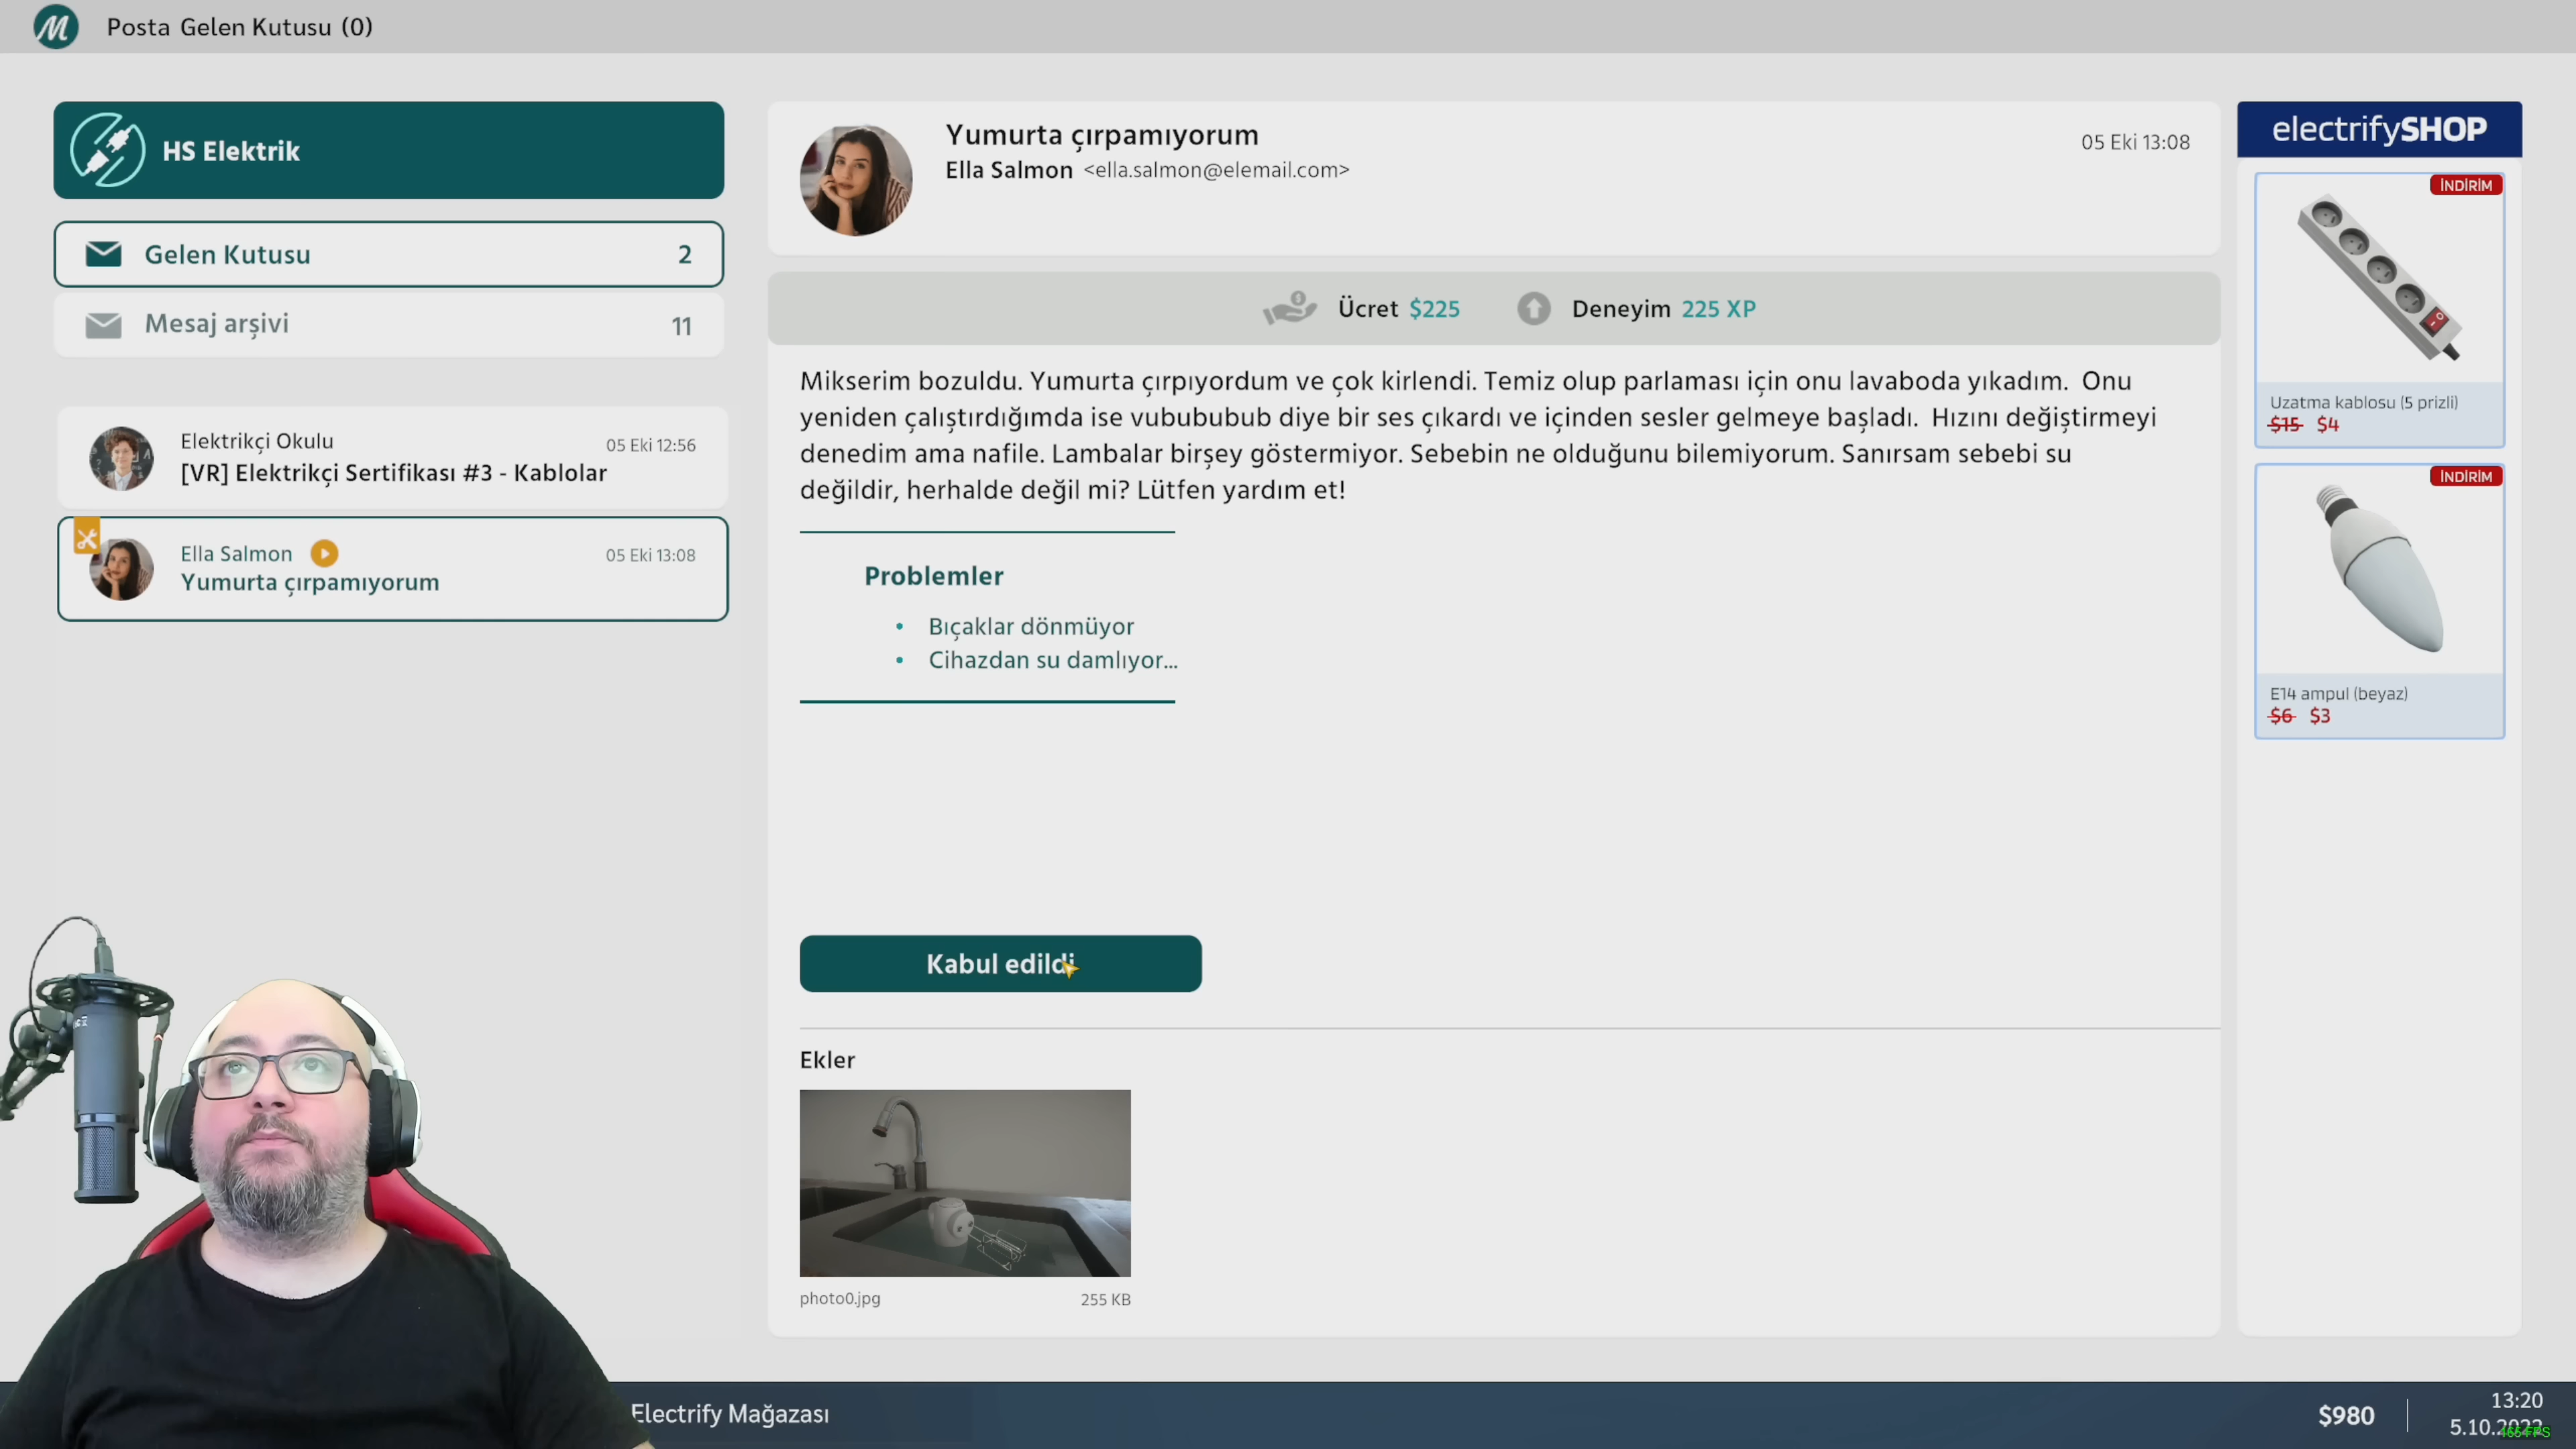 Posta Gelen Kutusu (0)
HS Elektrik
Gelen Kutusu 2
Mesaj arşivi 11
Elektrikçi Okulu 05 Eki 12:56
[VR] Elektrikçi Sertifikası #3 - Kablolar
Ella Salmon 05 Eki 13:08
Yumurta çırpamıyorum
Yumurta çırpamıyorum
05 Eki 13:08
Ella Salmon <ella.salmon@elemail.com>
Ücret $225 Deneyim 225 XP
Mikserim bozuldu. Yumurta çırpıyordum ve çok kirlendi. Temiz olup parlaması için onu lavaboda yıkadım. Onu
yeniden çalıştırdığımda ise vubububub diye bir ses çıkardı ve içinden sesler gelmeye başladı. Hızını değiştirmeyi
denedim ama nafile. Lambalar birşey göstermiyor. Sebebin ne olduğunu bilemiyorum. Sanırsam sebebi su
değildir, herhalde değil mi? Lütfen yardım et!
Problemler
• Bıçaklar dönmüyor
• Cihazdan su damlıyor...
Kabul edildi
Ekler
photo0.jpg 255 KB
electrifySHOP
İNDİRİM
Uzatma kablosu (5 prizli)
$15 $4
İNDİRİM
E14 ampul (beyaz)
$6 $3
Electrify Mağazası
$980
13:20